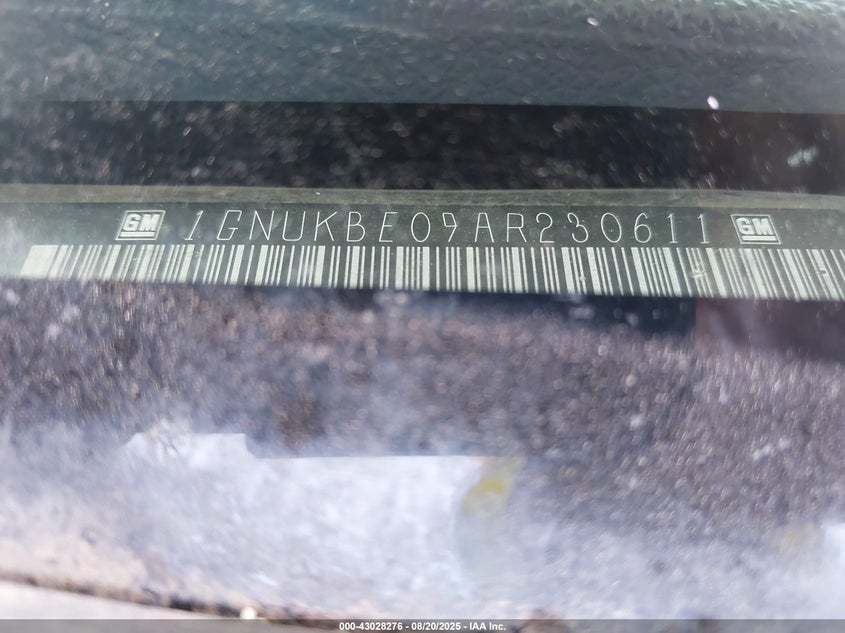 GM 1GNUKBE09AR230611 GM
000-43028276 - 08/20/2025 - IAA Inc.